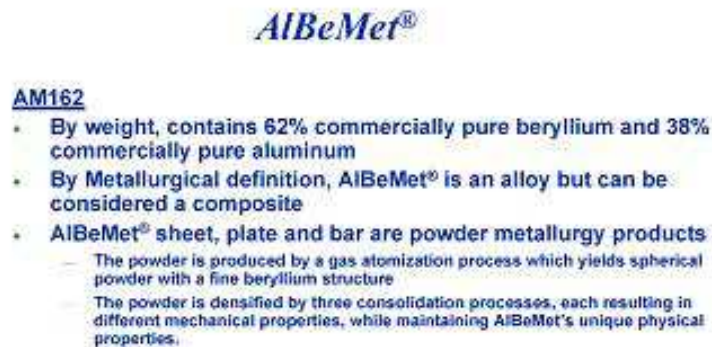 AlBeMet®
AM162
• By weight, contains 62% commercially pure beryllium and 38%
commercially pure aluminum
• By Metallurgical definition, AlBeMet® is an alloy but can be
considered a composite
• AlBeMet® sheet, plate and bar are powder metallurgy products
– The powder is produced by a gas atomization process which yields spherical
powder with a fine beryllium structure
– The powder is densified by three consolidation processes, each resulting in
different mechanical properties, while maintaining AlBeMet's unique physical
properties.